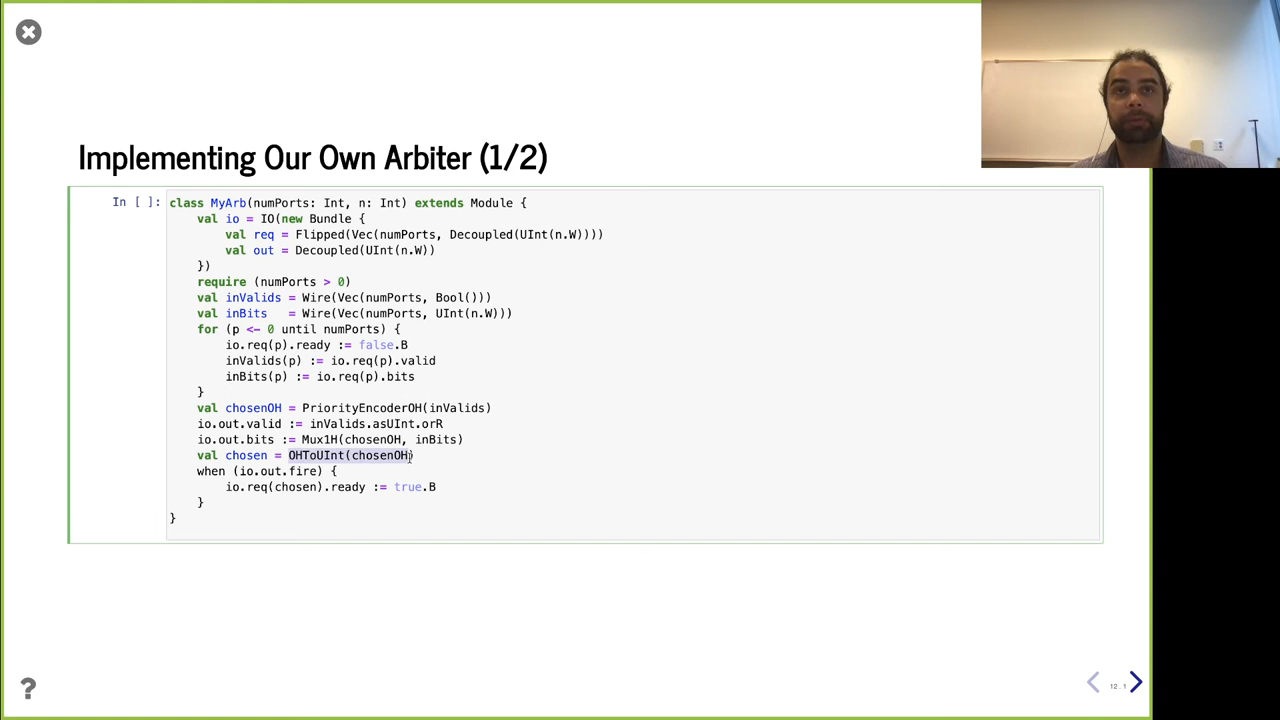 Implementing Our Own Arbiter (1/2)
In [ ]: class MyArb(numPorts: Int, n: Int) extends Module {
    val io = IO(new Bundle {
        val req = Flipped(Vec(numPorts, Decoupled(UInt(n.W))))
        val out = Decoupled(UInt(n.W))
    })
    require (numPorts > 0)
    val inValids = Wire(Vec(numPorts, Bool()))
    val inBits   = Wire(Vec(numPorts, UInt(n.W)))
    for (p <- 0 until numPorts) {
        io.req(p).ready := false.B
        inValids(p) := io.req(p).valid
        inBits(p) := io.req(p).bits
    }
    val chosenOH = PriorityEncoderOH(inValids)
    io.out.valid := inValids.asUInt.orR
    io.out.bits := Mux1H(chosenOH, inBits)
    val chosen = OHToUInt(chosenOH)
    when (io.out.fire) {
        io.req(chosen).ready := true.B
    }
}
?
12.1